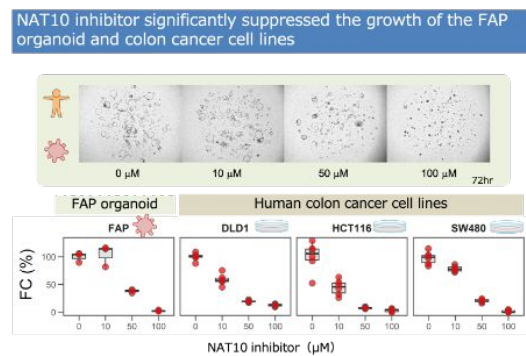 NAT10 inhibitor significantly suppressed the growth of the FAP
organoid and colon cancer cell lines
0 μM
10 μM
50 μM
100 μM
72hr
FAP organoid
Human colon cancer cell lines
FAP
DLD1
HCT116
SW480
FC (%)
100
50
0
0 10 50 100
0 10 50 100
0 10 50 100
0 10 50 100
NAT10 inhibitor (μM)